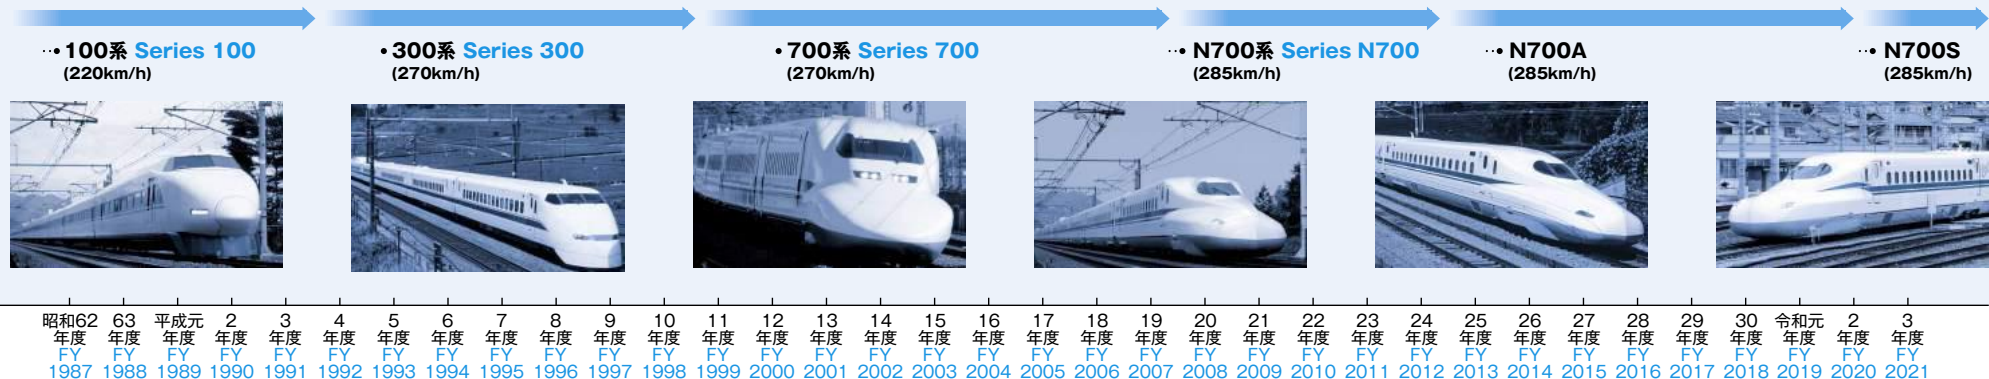 ･･• 100系 Series 100
(220km/h)
• 300系 Series 300
(270km/h)
• 700系 Series 700
(270km/h)
･･• N700系 Series N700
(285km/h)
･･• N700A
(285km/h)
･･• N700S
(285km/h)
昭和62 63 平成元 2 3 4 5 6 7 8 9 10 11 12 13 14 15 16 17 18 19 20 21 22 23 24 25 26 27 28 29 30 令和元 2 3
年度 年度 年度 年度 年度 年度 年度 年度 年度 年度 年度 年度 年度 年度 年度 年度 年度 年度 年度 年度 年度 年度 年度 年度 年度 年度 年度 年度 年度 年度 年度 年度 年度 年度 年度
FY FY FY FY FY FY FY FY FY FY FY FY FY FY FY FY FY FY FY FY FY FY FY FY FY FY FY FY FY FY FY FY FY FY FY
1987 1988 1989 1990 1991 1992 1993 1994 1995 1996 1997 1998 1999 2000 2001 2002 2003 2004 2005 2006 2007 2008 2009 2010 2011 2012 2013 2014 2015 2016 2017 2018 2019 2020 2021